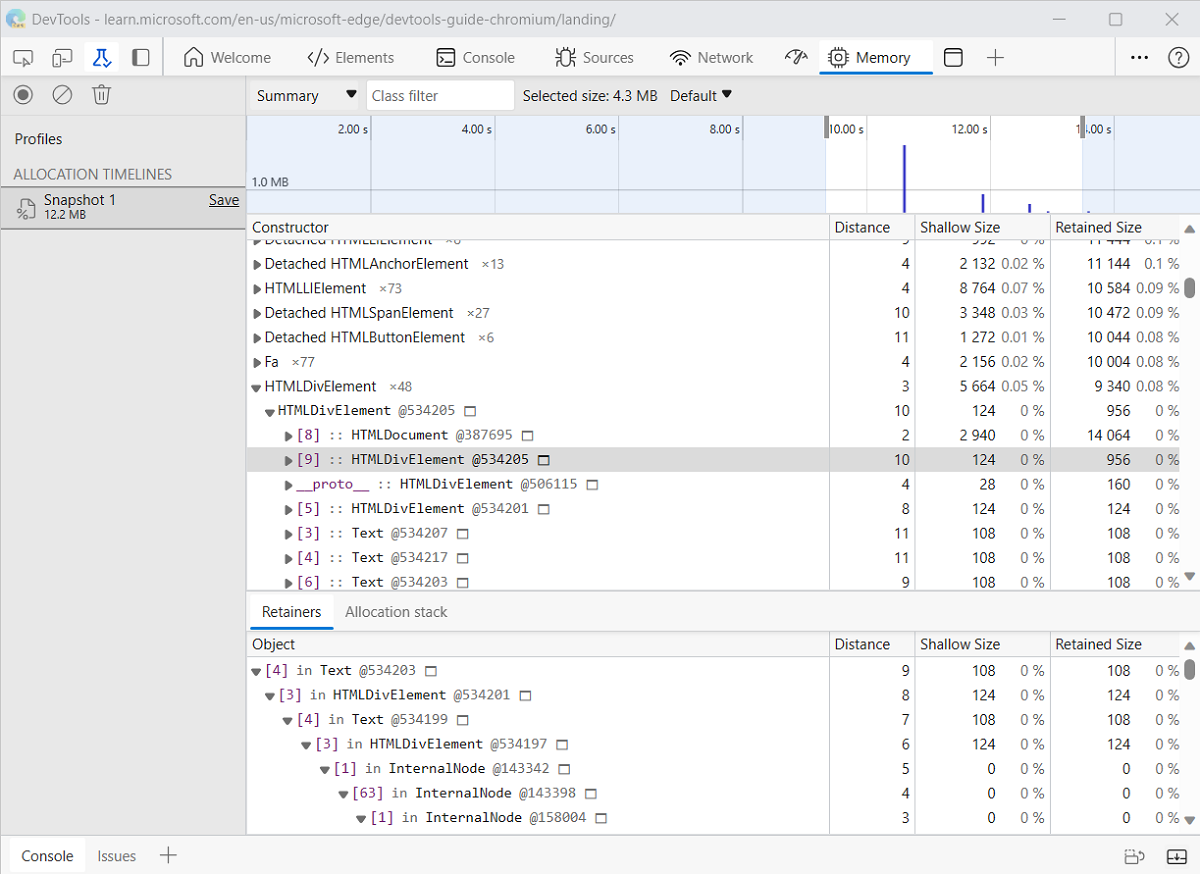 DevTools - learn.microsoft.com/en-us/microsoft-edge/devtools-guide-chromium/landing/
Welcome Elements Console Sources Network Memory
Summary Class filter Selected size: 4.3 MB Default
Profiles
ALLOCATION TIMELINES
Snapshot 1 Save
12.2 MB
2.00 s 4.00 s 6.00 s 8.00 s 10.00 s 12.00 s 1 4.00 s
1.0 MB
Constructor Distance Shallow Size Retained Size
Detached HTMLLIElement ×6 9 992 0 % 11 444 0.1 %
Detached HTMLAnchorElement ×13 4 2 132 0.02 % 11 144 0.1 %
HTMLLIElement ×73 4 8 764 0.07 % 10 584 0.09 %
Detached HTMLSpanElement ×27 10 3 348 0.03 % 10 472 0.09 %
Detached HTMLButtonElement ×6 11 1 272 0.01 % 10 044 0.08 %
Fa ×77 4 2 156 0.02 % 10 004 0.08 %
HTMLDivElement ×48 3 5 664 0.05 % 9 340 0.08 %
HTMLDivElement @534205 10 124 0 % 956 0 %
[8] :: HTMLDocument @387695 2 2 940 0 % 14 064 0 %
[9] :: HTMLDivElement @534205 10 124 0 % 956 0 %
__proto__ :: HTMLDivElement @506115 4 28 0 % 160 0 %
[5] :: HTMLDivElement @534201 8 124 0 % 124 0 %
[3] :: Text @534207 11 108 0 % 108 0 %
[4] :: Text @534217 11 108 0 % 108 0 %
[6] :: Text @534203 9 108 0 % 108 0 %
Retainers Allocation stack
Object Distance Shallow Size Retained Size
[4] in Text @534203 9 108 0 % 108 0 %
[3] in HTMLDivElement @534201 8 124 0 % 124 0 %
[4] in Text @534199 7 108 0 % 108 0 %
[3] in HTMLDivElement @534197 6 124 0 % 124 0 %
[1] in InternalNode @143342 5 0 0 % 0 0 %
[63] in InternalNode @143398 4 0 0 % 0 0 %
[1] in InternalNode @158004 3 0 0 % 0 0 %
Console Issues